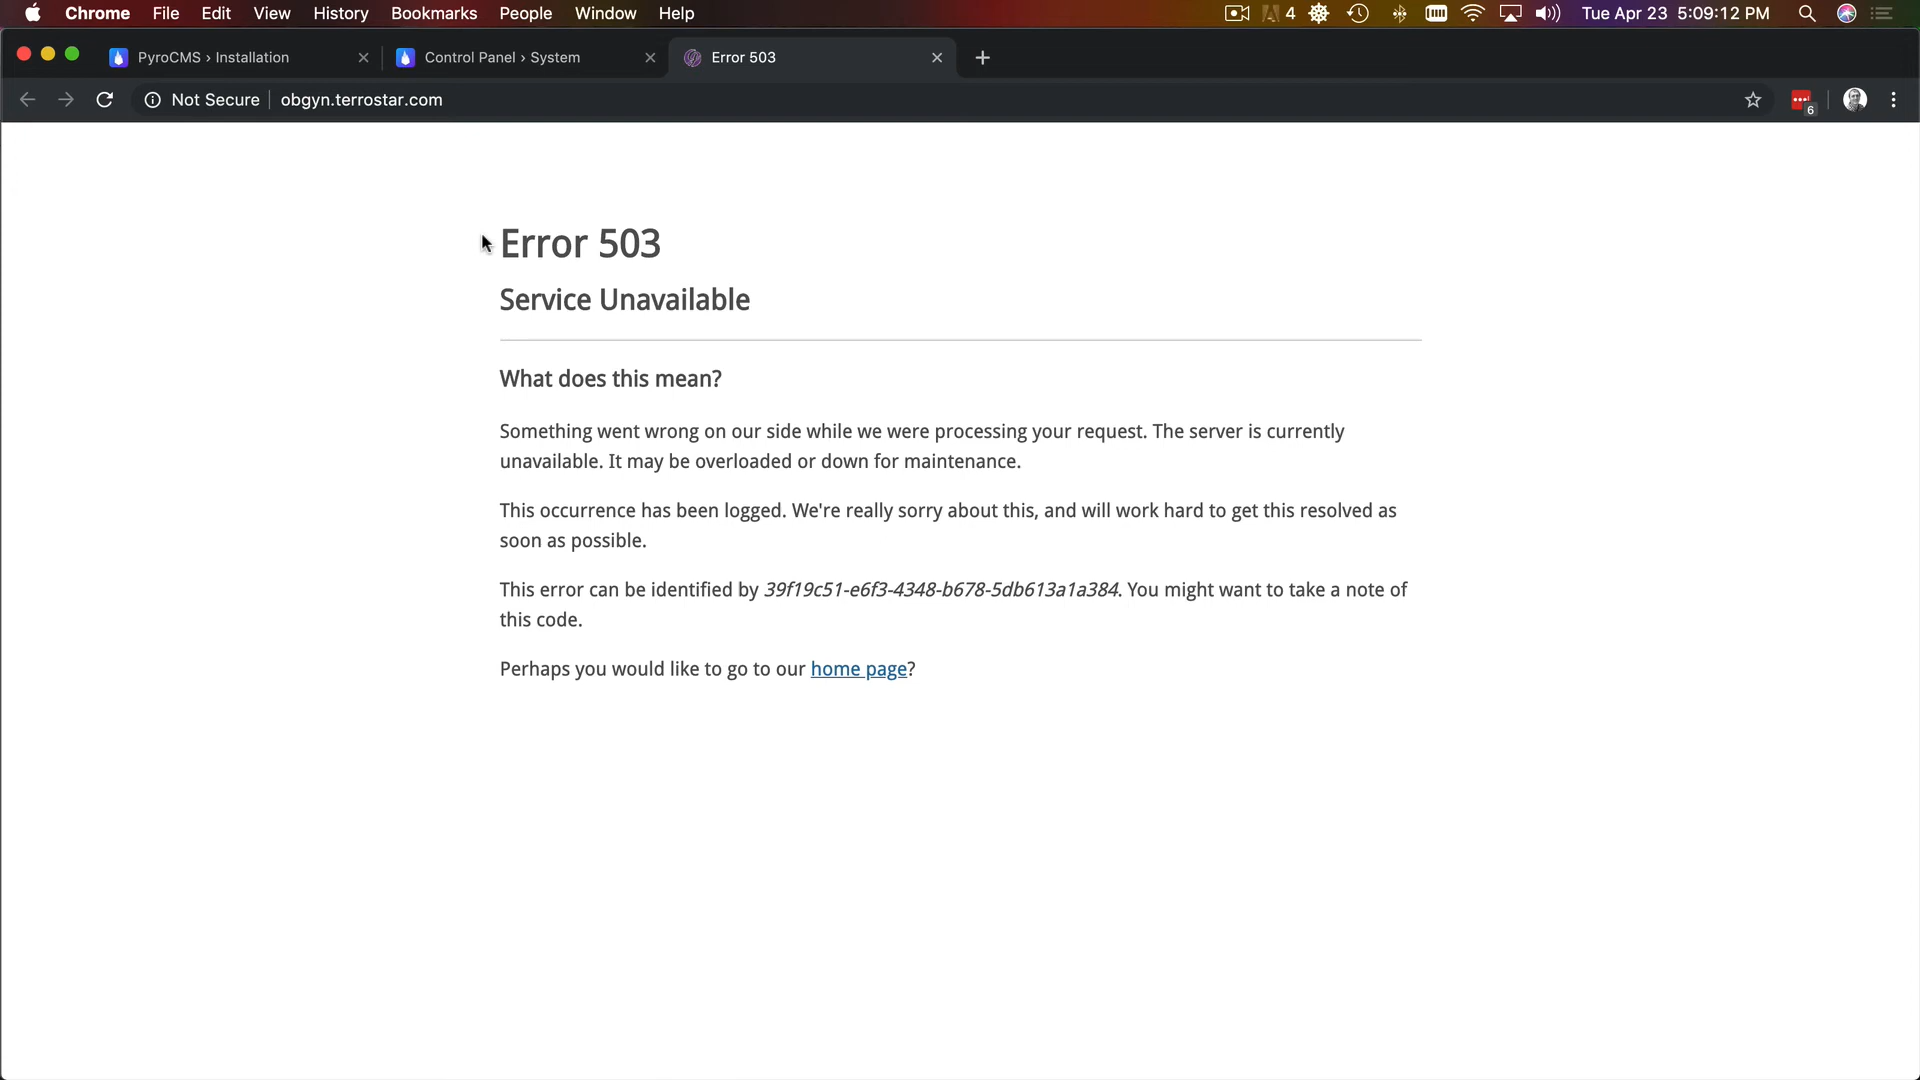 Chrome File Edit View History Bookmarks People Window Help 4 Tue Apr 23 5:09:12 PM
PyroCMS › Installation Control Panel › System Error 503
Not Secure obgyn.terrostar.com 6
Error 503
Service Unavailable
What does this mean?
Something went wrong on our side while we were processing your request. The server is currently
unavailable. It may be overloaded or down for maintenance.
This occurrence has been logged. We're really sorry about this, and will work hard to get this resolved as
soon as possible.
This error can be identified by 39f19c51-e6f3-4348-b678-5db613a1a384. You might want to take a note of
this code.
Perhaps you would like to go to our home page?